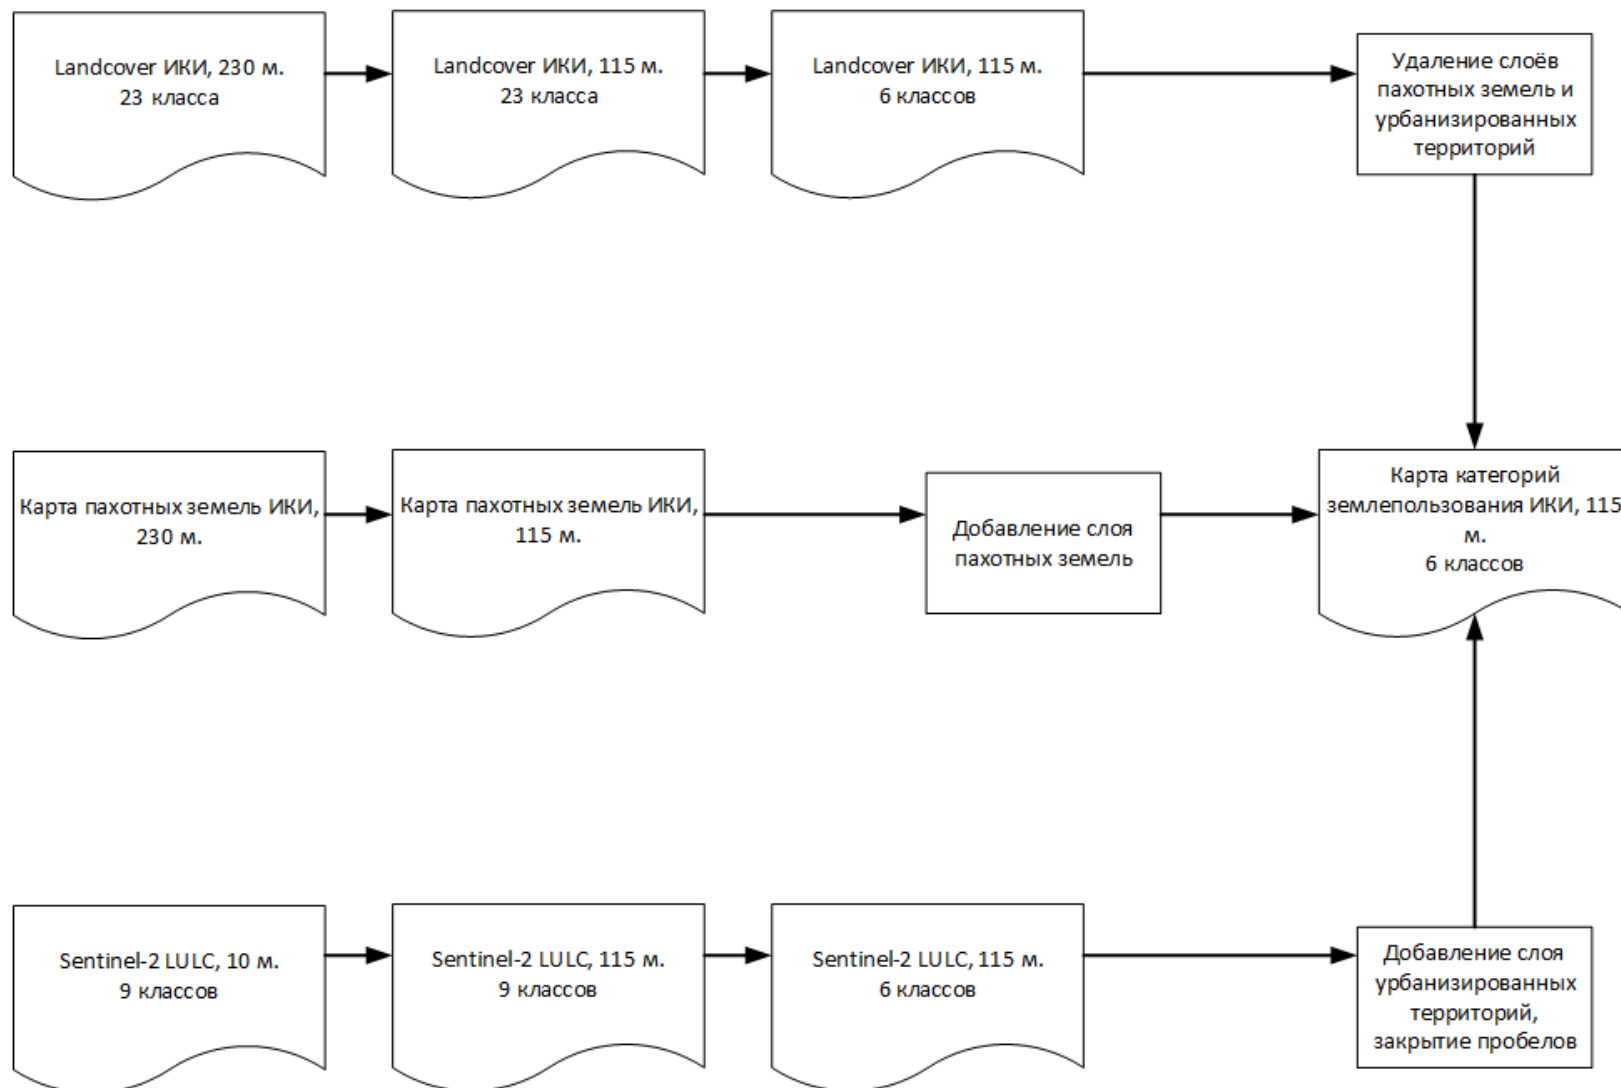 Landcover ИКИ, 230 м.
23 класса
Landcover ИКИ, 115 м.
23 класса
Landcover ИКИ, 115 м.
6 классов
Удаление слоёв
пахотных земель и
урбанизированных
территорий
Карта пахотных земель ИКИ,
230 м.
Карта пахотных земель ИКИ,
115 м.
Добавление слоя
пахотных земель
Карта категорий
землепользования ИКИ, 115
м.
6 классов
Sentinel-2 LULC, 10 м.
9 классов
Sentinel-2 LULC, 115 м.
9 классов
Sentinel-2 LULC, 115 м.
6 классов
Добавление слоя
урбанизированных
территорий,
закрытие пробелов